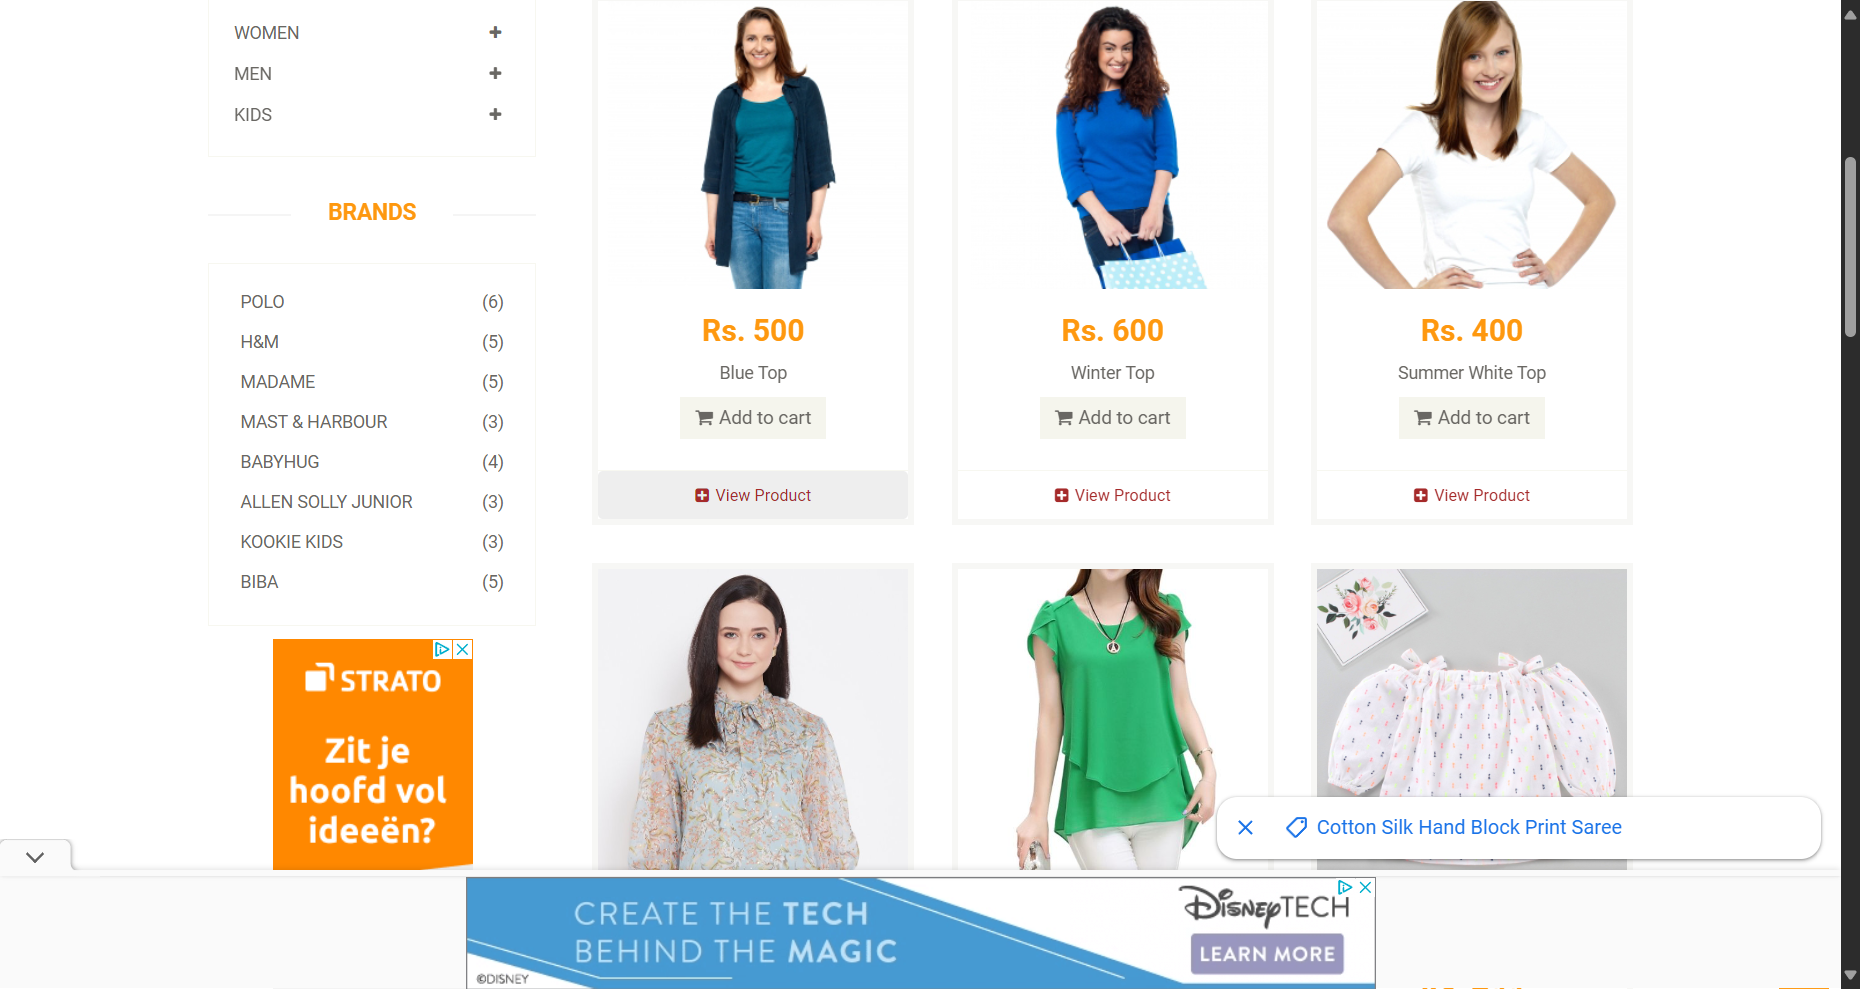 WOMEN
MEN
KIDS
BRANDS
POLO (6)
H&M (5)
MADAME (5)
MAST & HARBOUR (3)
BABYHUG (4)
ALLEN SOLLY JUNIOR (3)
KOOKIE KIDS (3)
BIBA (5)
STRATO
Zit je
hoofd vol
ideeën?
Rs. 500
Blue Top
Add to cart
View Product
Rs. 600
Winter Top
Add to cart
View Product
Rs. 400
Summer White Top
Add to cart
View Product
Cotton Silk Hand Block Print Saree
CREATE THE TECH
BEHIND THE MAGIC
©DISNEY
DISNEYTECH
LEARN MORE